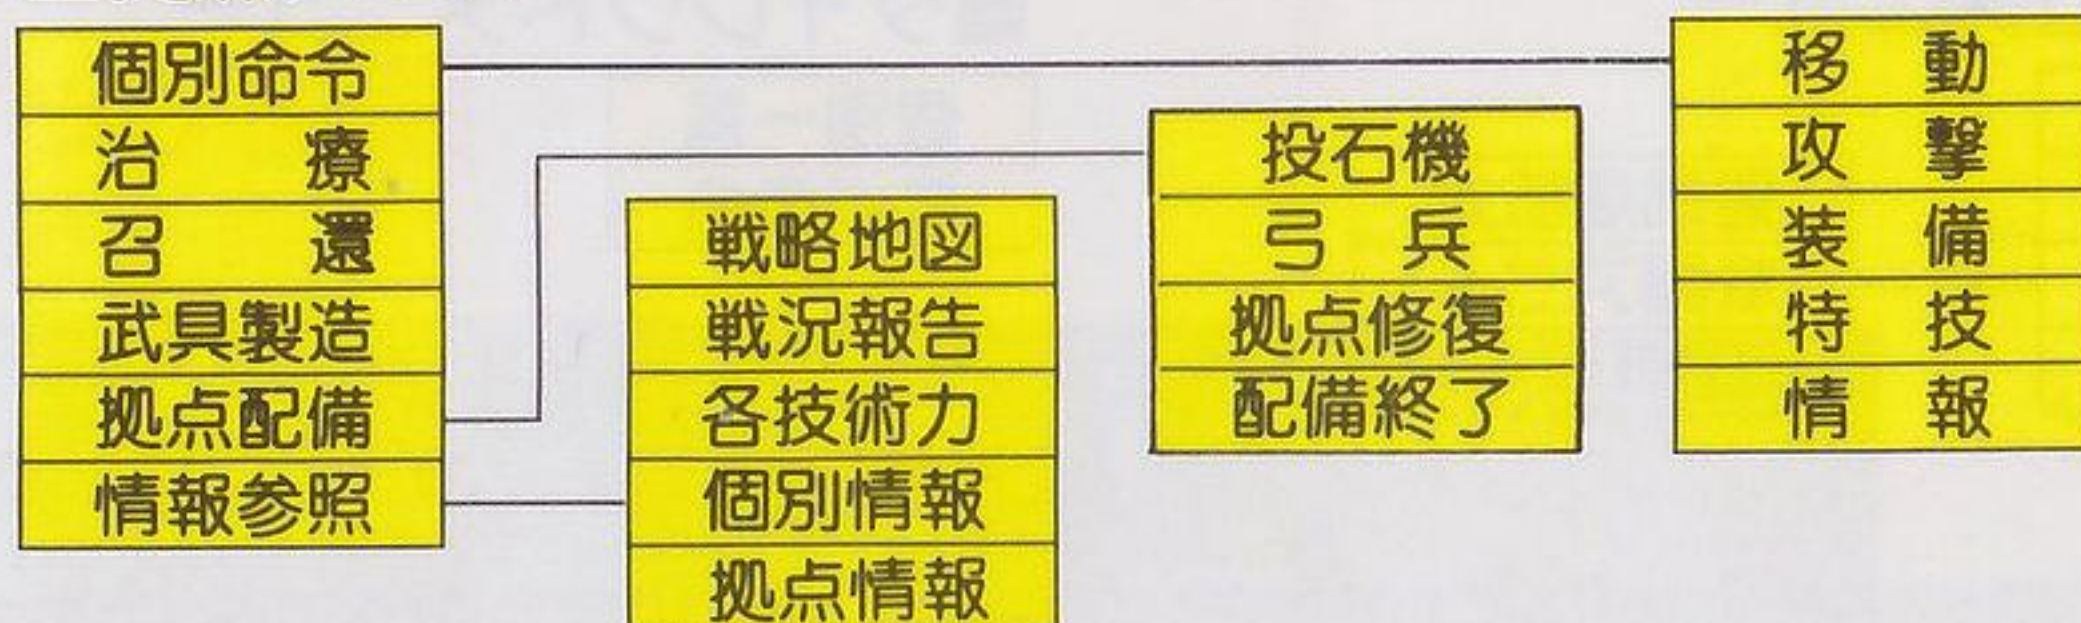 個別命令
治　療
召　還
武具製造
拠点配備
情報参照
戦略地図
戦況報告
各技術力
個別情報
拠点情報
投石機
弓　兵
拠点修復
配備終了
移　動
攻　撃
装　備
特　技
情　報